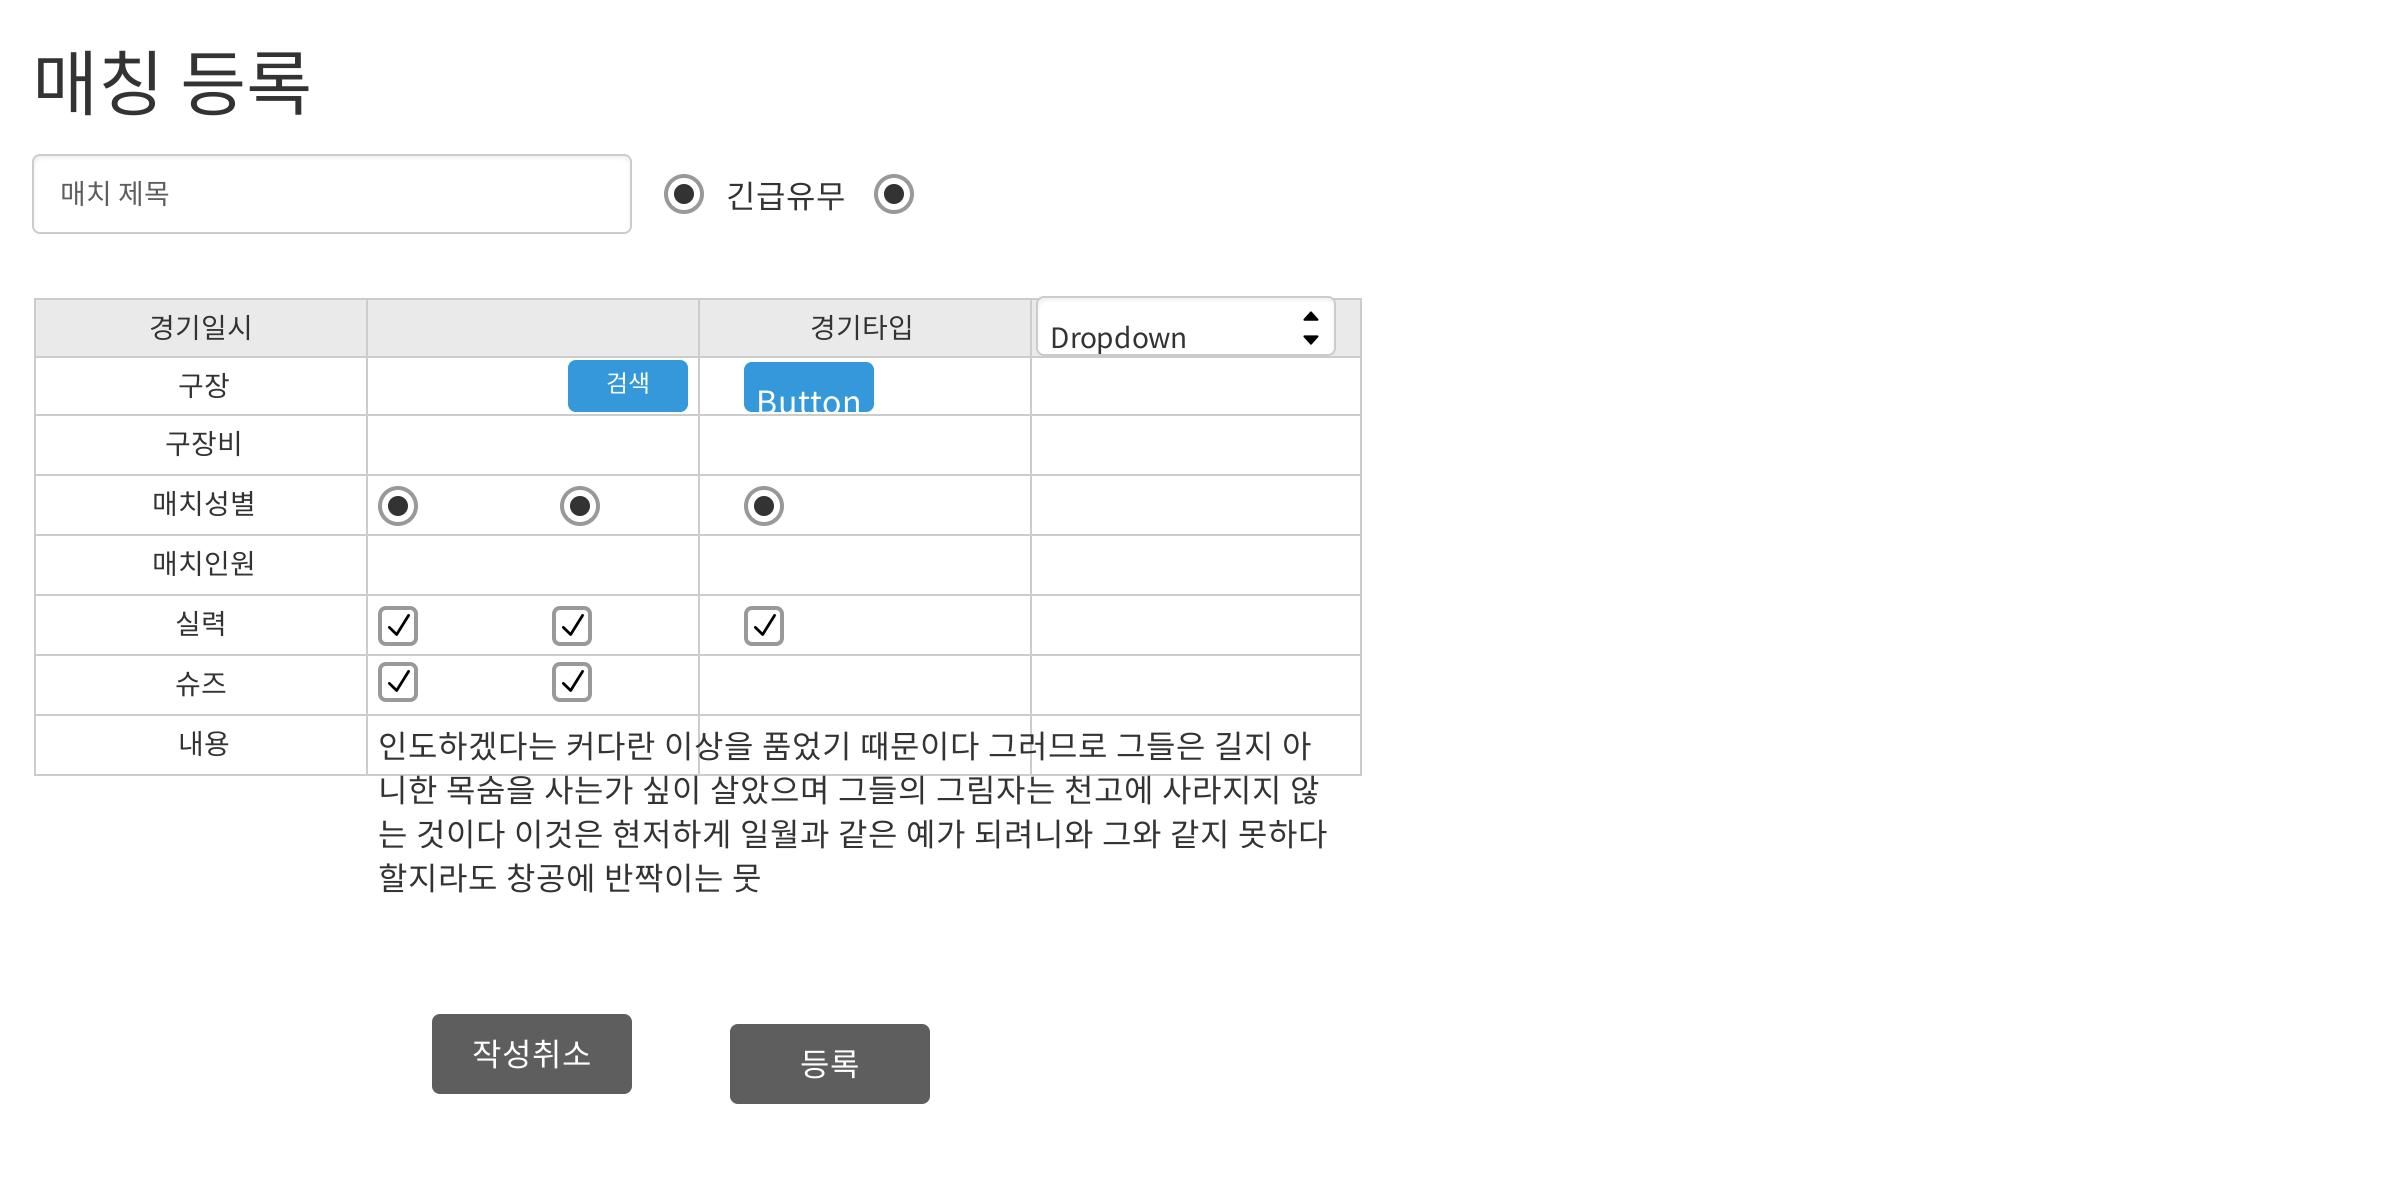 매칭 등록
매치 제목
긴급유무
경기일시
경기타입
Dropdown
구장
검색
Button
구장비
매치성별
매치인원
실력
슈즈
내용
인도하겠다는 커다란 이상을 품었기 때문이다 그러므로 그들은 길지 아
니한 목숨을 사는가 싶이 살았으며 그들의 그림자는 천고에 사라지지 않
는 것이다 이것은 현저하게 일월과 같은 예가 되려니와 그와 같지 못하다
할지라도 창공에 반짝이는 뭇
작성취소
등록